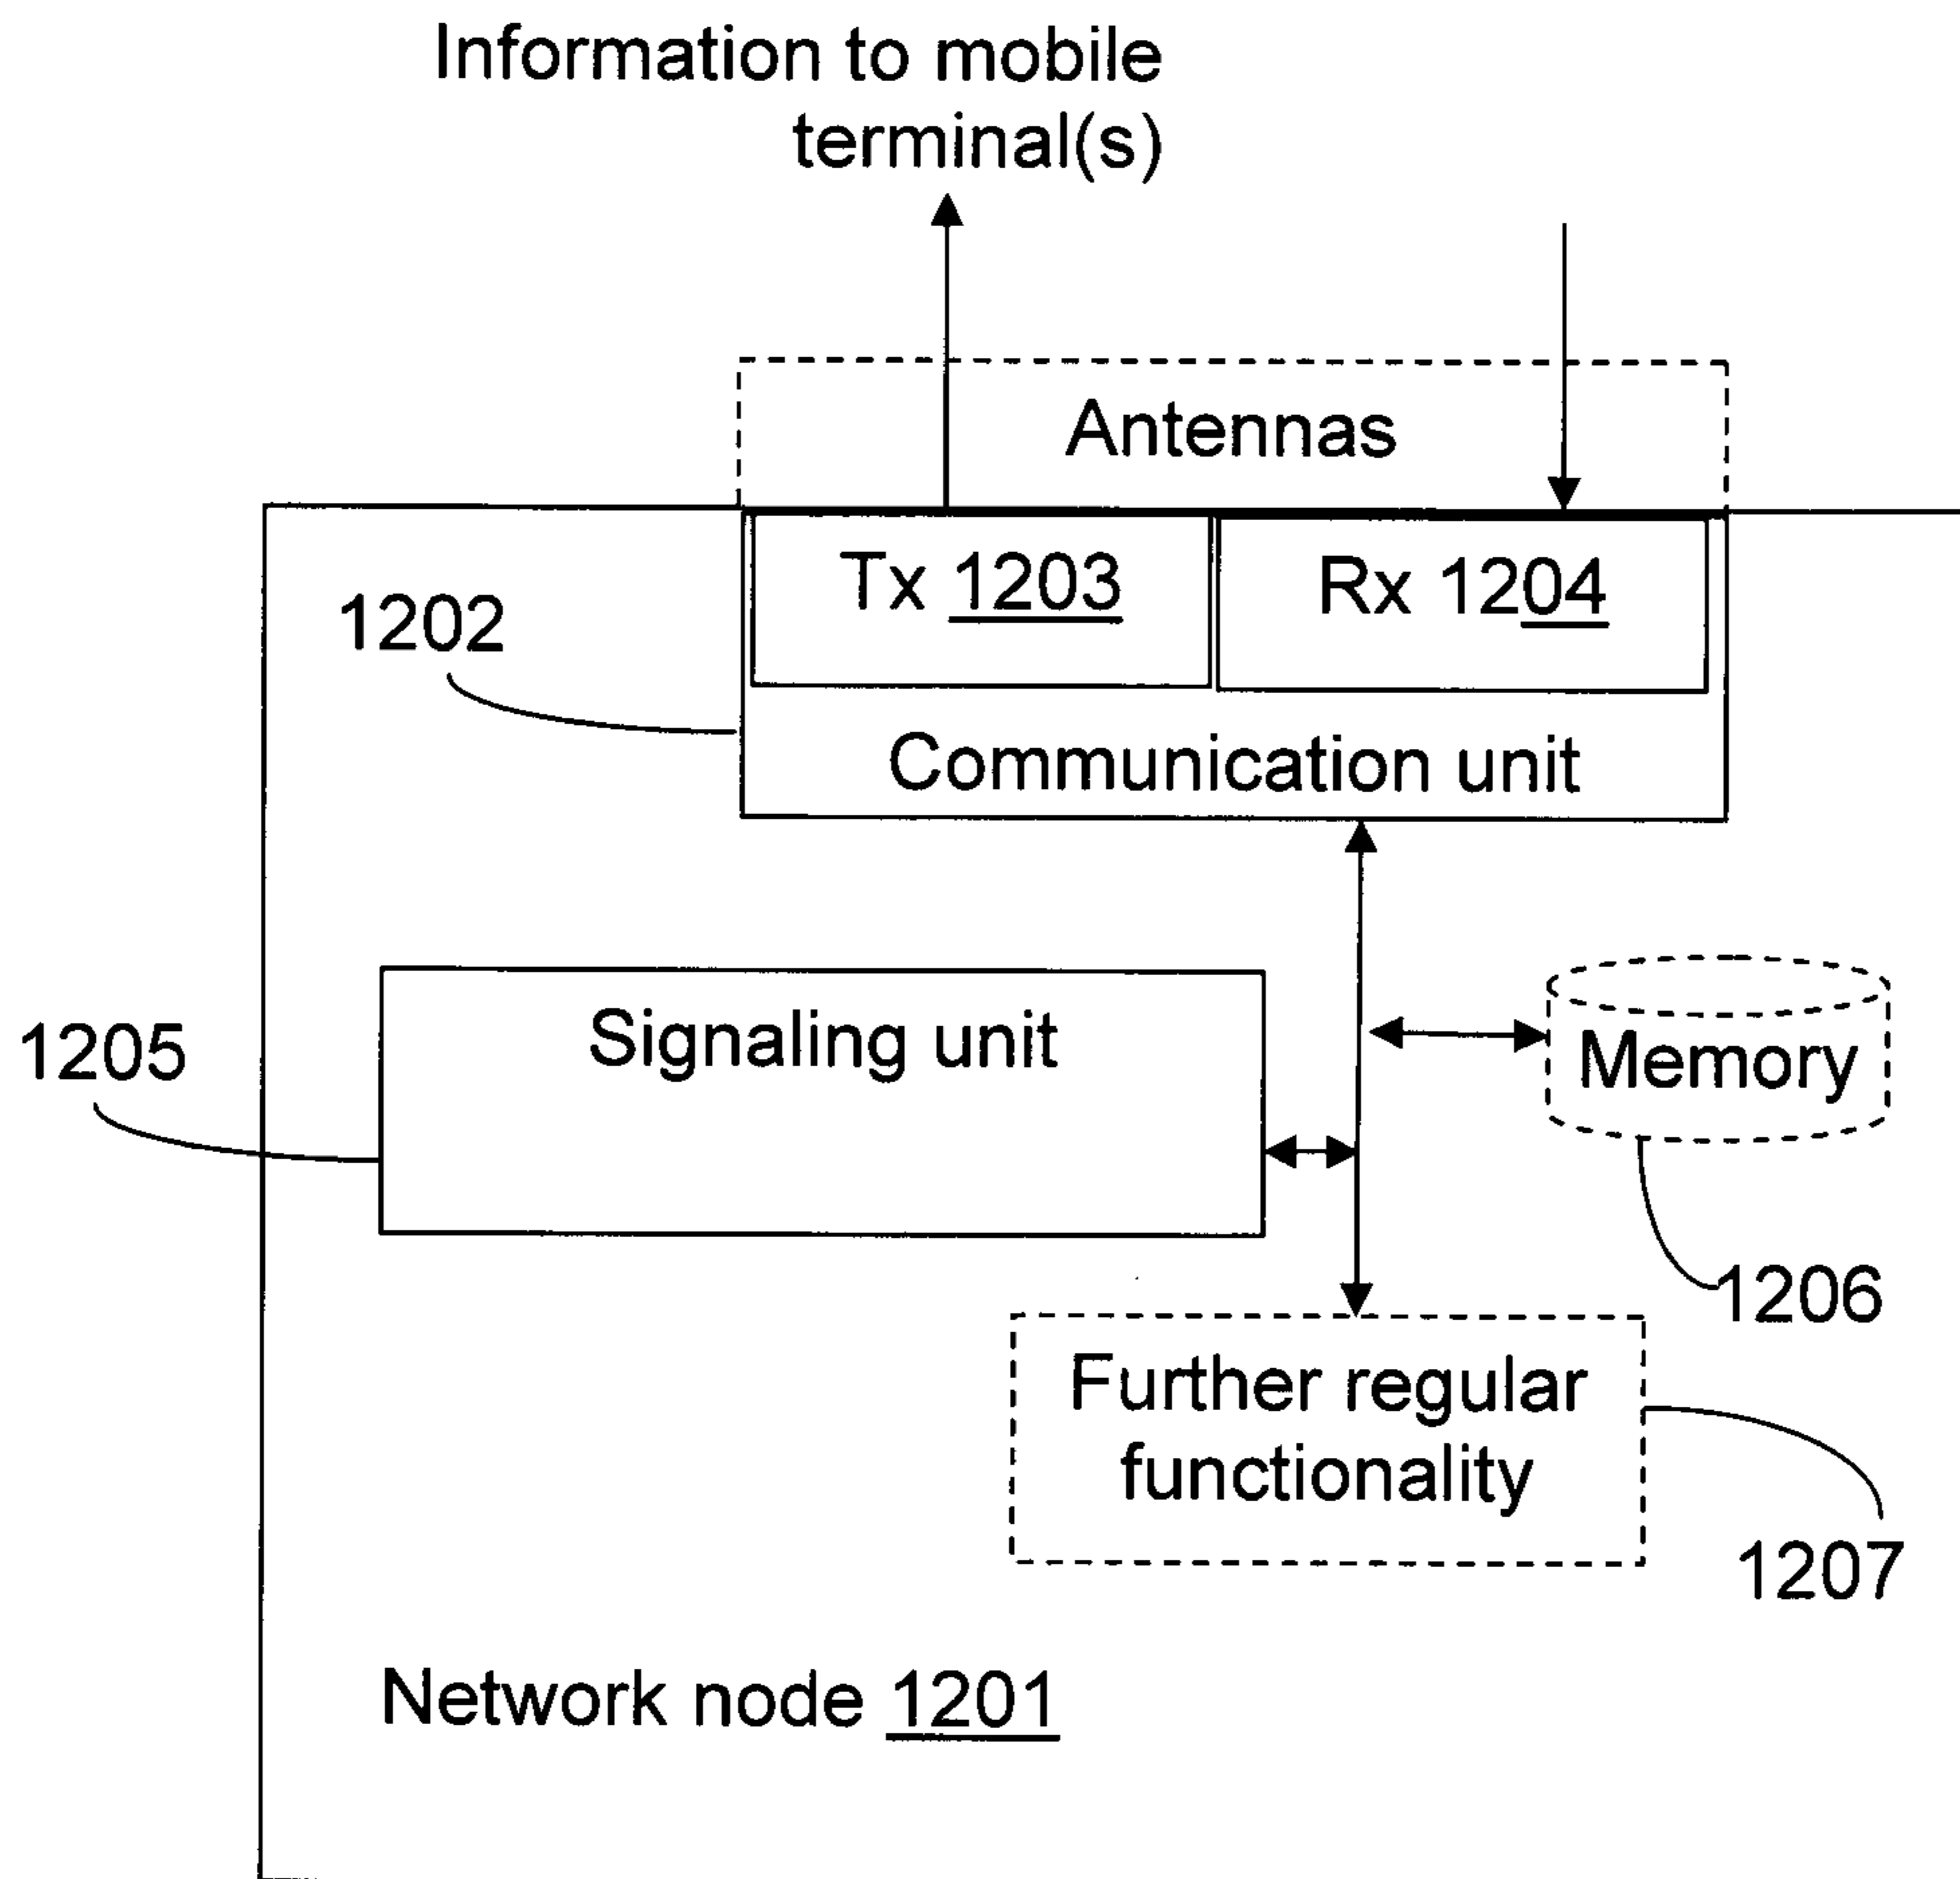 Information to mobile
terminal(s)
Antennas
Tx 1203
Rx 1204
1202
Communication unit
Signaling unit
1205
Memory
1206
Further regular
functionality
1207
Network node 1201